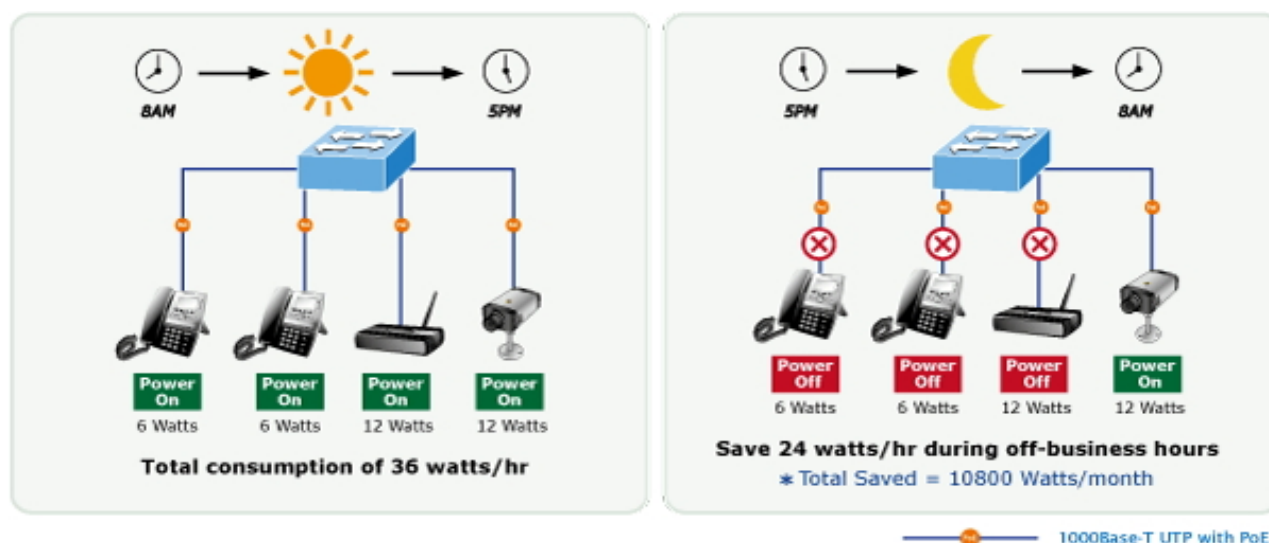 8AM
5PM
Power
On
6 Watts
Power
On
6 Watts
Power
On
12 Watts
Power
On
12 Watts
Total consumption of 36 watts/hr
5PM
8AM
Power
Off
6 Watts
Power
Off
6 Watts
Power
Off
12 Watts
Power
On
12 Watts
Save 24 watts/hr during off-business hours
* Total Saved = 10800 Watts/month
1000Base-T UTP with PoE